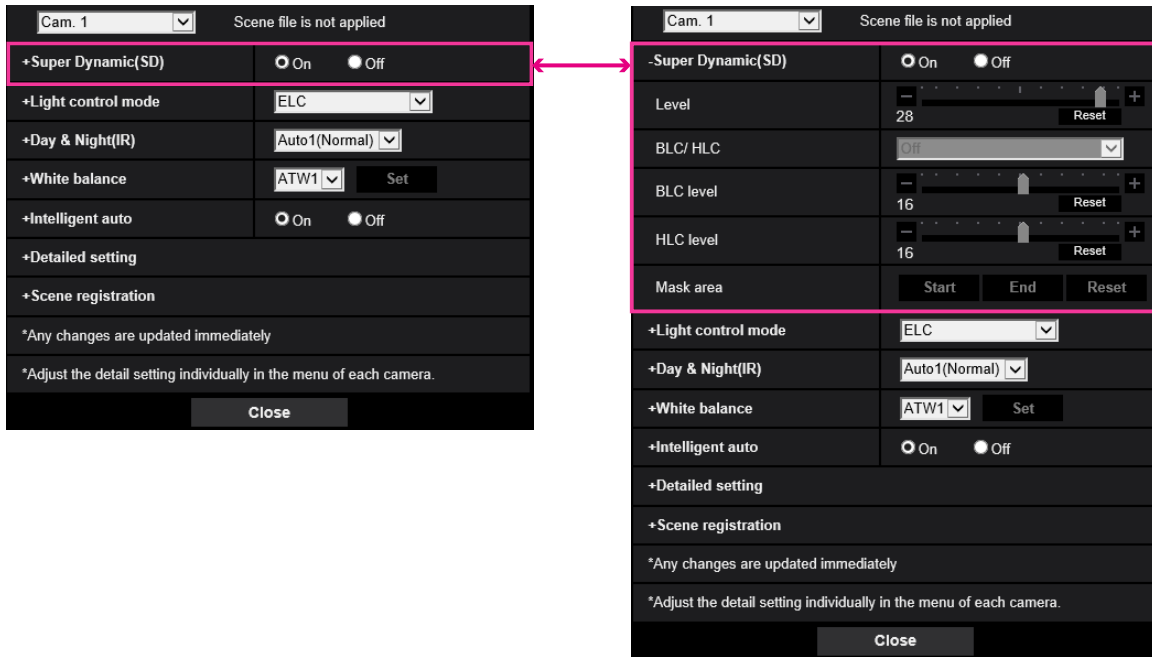 Cam. 1 Scene file is not applied
+Super Dynamic(SD) On Off
+Light control mode ELC
+Day & Night(IR) Auto1(Normal)
+White balance ATW1 Set
+Intelligent auto On Off
+Detailed setting
+Scene registration
*Any changes are updated immediately
*Adjust the detail setting individually in the menu of each camera.
Close
Cam. 1 Scene file is not applied
-Super Dynamic(SD) On Off
Level - +
28 Reset
BLC/ HLC Off
BLC level - +
16 Reset
HLC level - +
16 Reset
Mask area Start End Reset
+Light control mode ELC
+Day & Night(IR) Auto1(Normal)
+White balance ATW1 Set
+Intelligent auto On Off
+Detailed setting
+Scene registration
*Any changes are updated immediately
*Adjust the detail setting individually in the menu of each camera.
Close